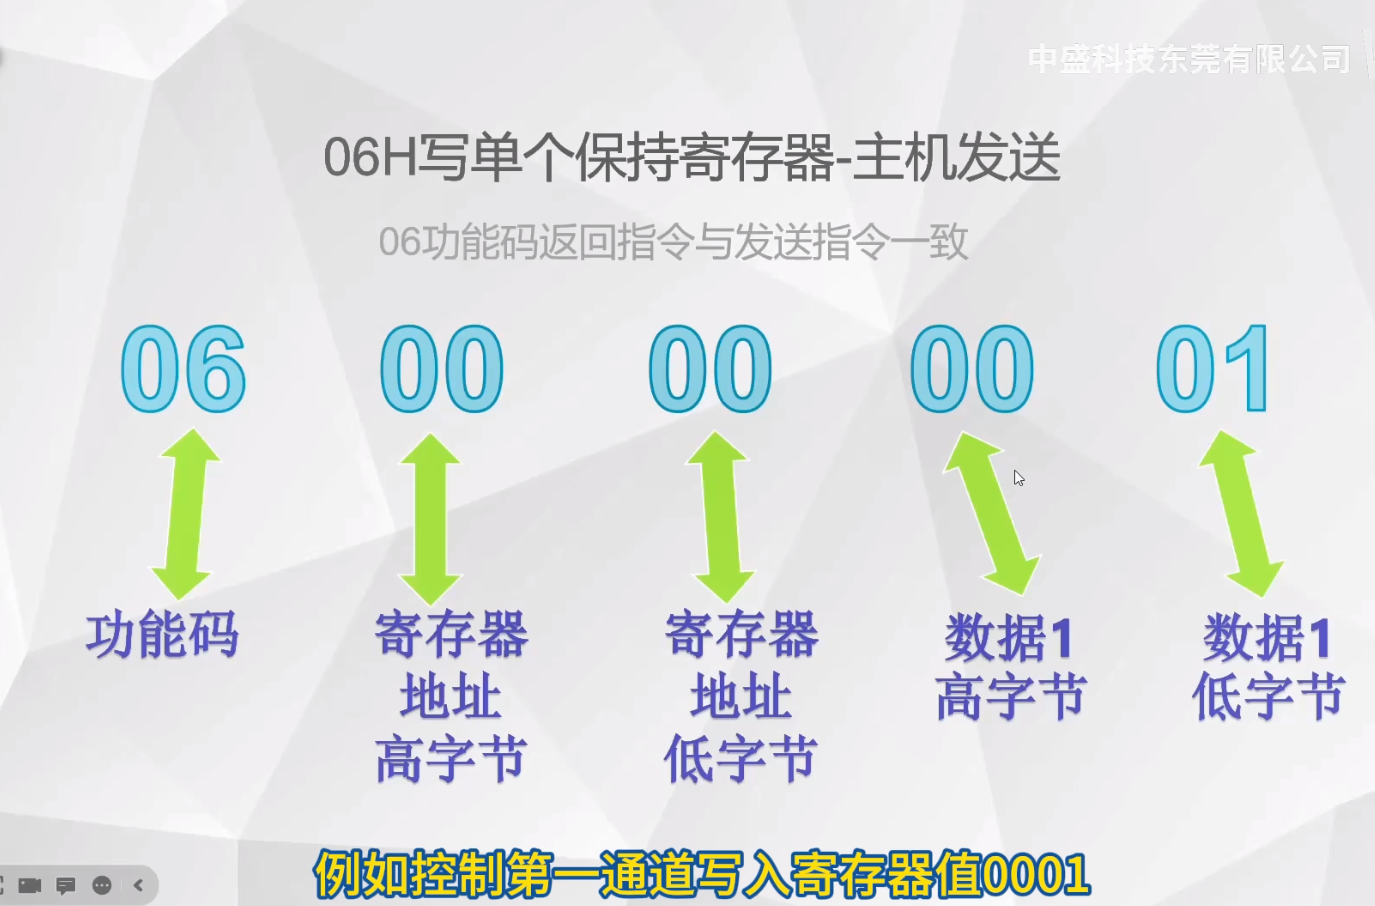 中盛科技东莞有限公司
06H写单个保持寄存器-主机发送
06功能码返回指令与发送指令一致
06 00 00 00 01
功能码
寄存器
地址
高字节
寄存器
地址
低字节
数据1
高字节
数据1
低字节
例如控制第一通道写入寄存器值0001